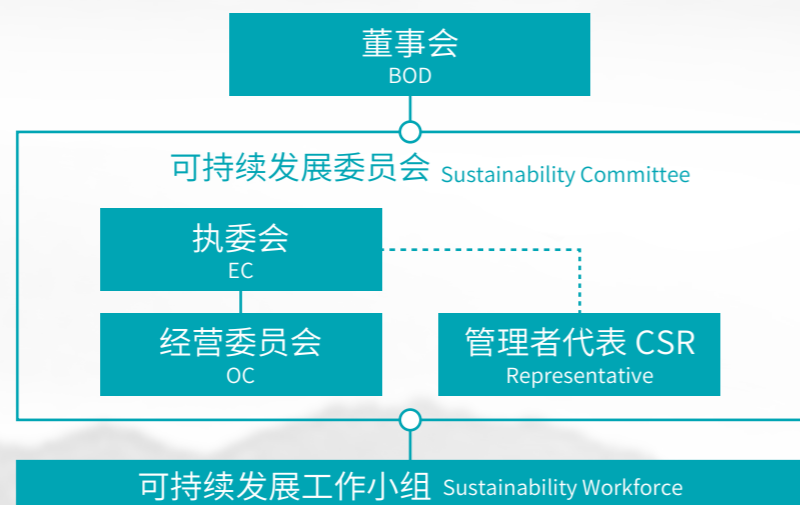 董事会
BOD
可持续发展委员会 Sustainability Committee
执委会
EC
经营委员会
OC
管理者代表 CSR
Representative
可持续发展工作小组 Sustainability Workforce